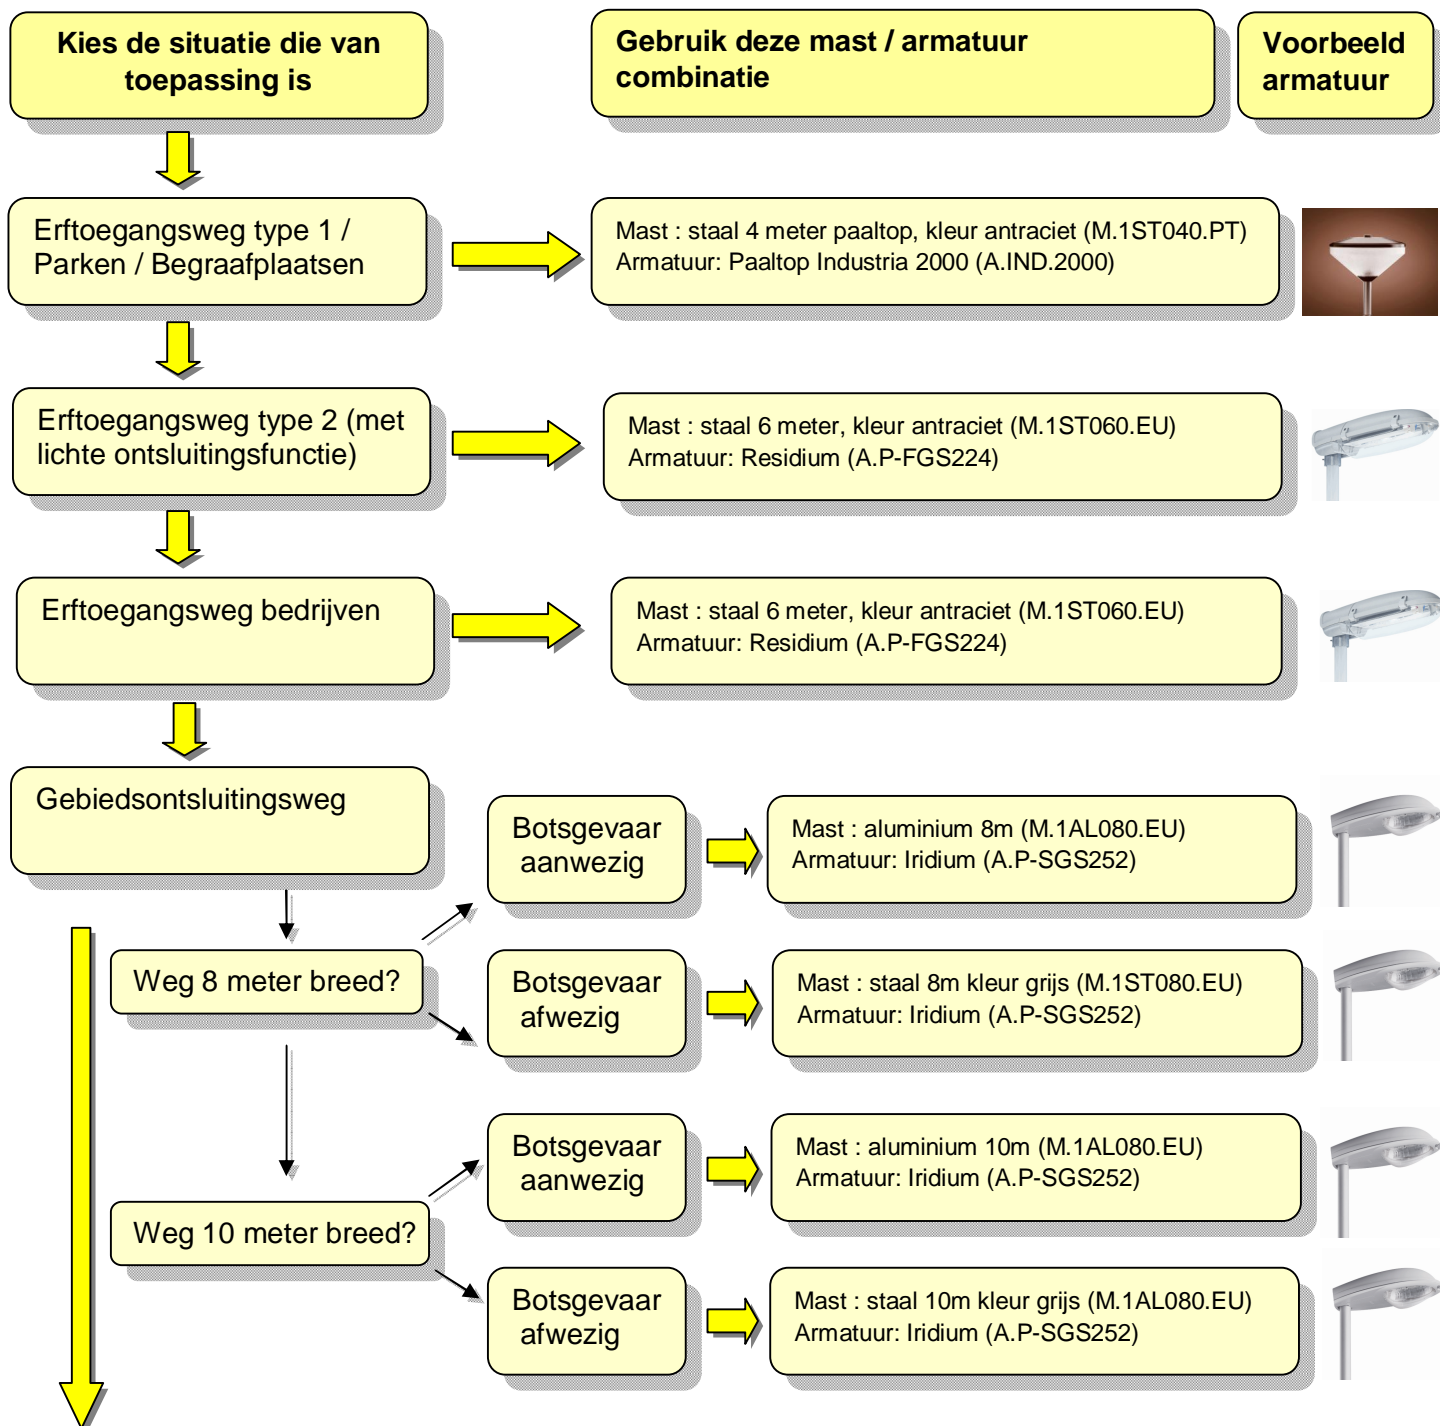 Kies de situatie die van
toepassing is
Gebruik deze mast / armatuur
combinatie
Voorbeeld
armatuur
Erftoegangsweg type 1 /
Parken / Begraafplaatsen
Mast : staal 4 meter paaltop, kleur antraciet (M.1ST040.PT)
Armatuur: Paaltop Industria 2000 (A.IND.2000)
Erftoegangsweg type 2 (met
lichte ontsluitingsfunctie)
Mast : staal 6 meter, kleur antraciet (M.1ST060.EU)
Armatuur: Residium (A.P-FGS224)
Erftoegangsweg bedrijven
Mast : staal 6 meter, kleur antraciet (M.1ST060.EU)
Armatuur: Residium (A.P-FGS224)
Gebiedsontsluitingsweg
Botsgevaar
aanwezig
Mast : aluminium 8m (M.1AL080.EU)
Armatuur: Iridium (A.P-SGS252)
Weg 8 meter breed?
Botsgevaar
afwezig
Mast : staal 8m kleur grijs (M.1ST080.EU)
Armatuur: Iridium (A.P-SGS252)
Botsgevaar
aanwezig
Mast : aluminium 10m (M.1AL080.EU)
Armatuur: Iridium (A.P-SGS252)
Weg 10 meter breed?
Botsgevaar
afwezig
Mast : staal 10m kleur grijs (M.1AL080.EU)
Armatuur: Iridium (A.P-SGS252)